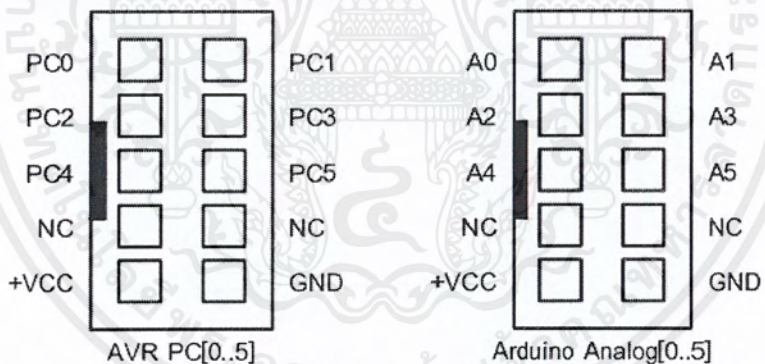 PC0 PC1 A0 A1
PC2 PC3 A2 A3
PC4 PC5 A4 A5
NC NC NC NC
+VCC GND +VCC GND
AVR PC[0..5] Arduino Analog[0..5]